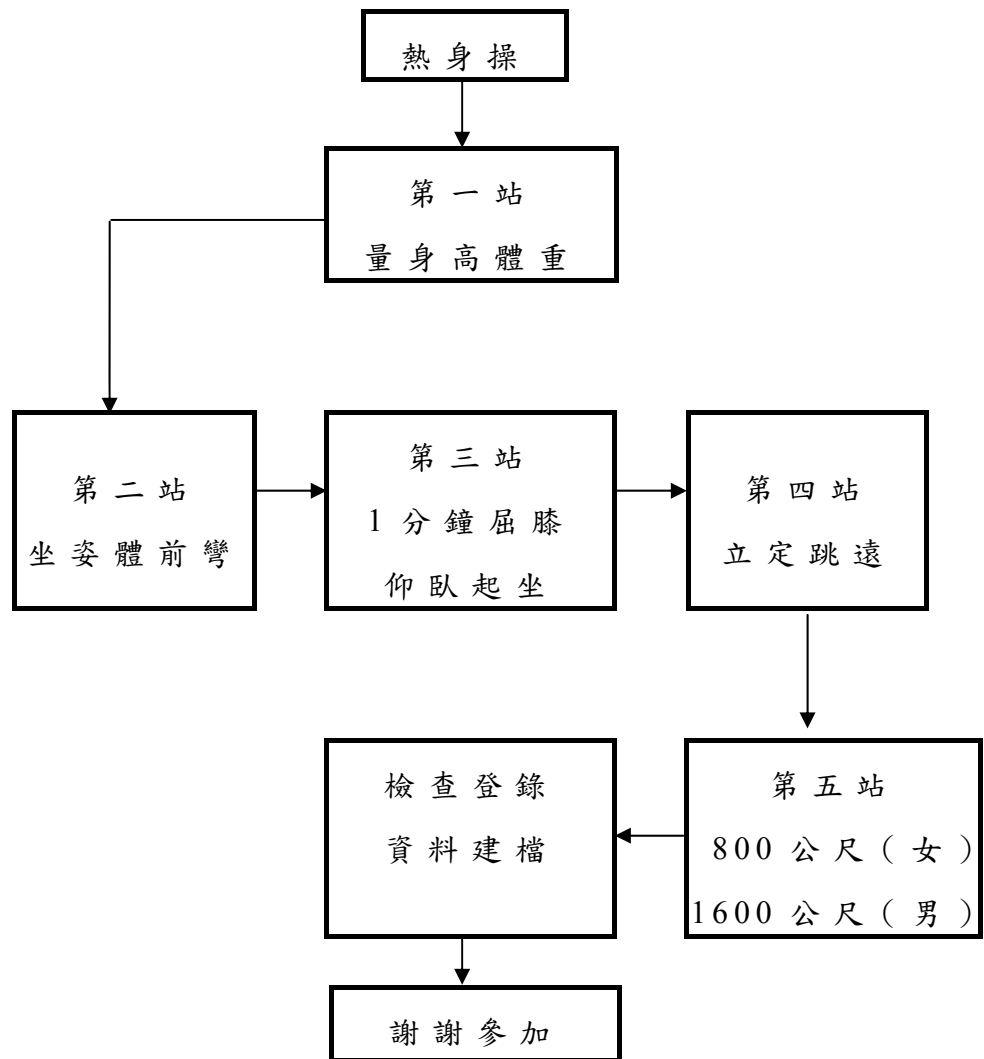 熱身操
第一站
量身高體重
第二站
坐姿體前彎
第三站
1分鐘屈膝
仰臥起坐
第四站
立定跳遠
第五站
800公尺(女)
1600公尺(男)
檢查登錄
資料建檔
謝謝參加